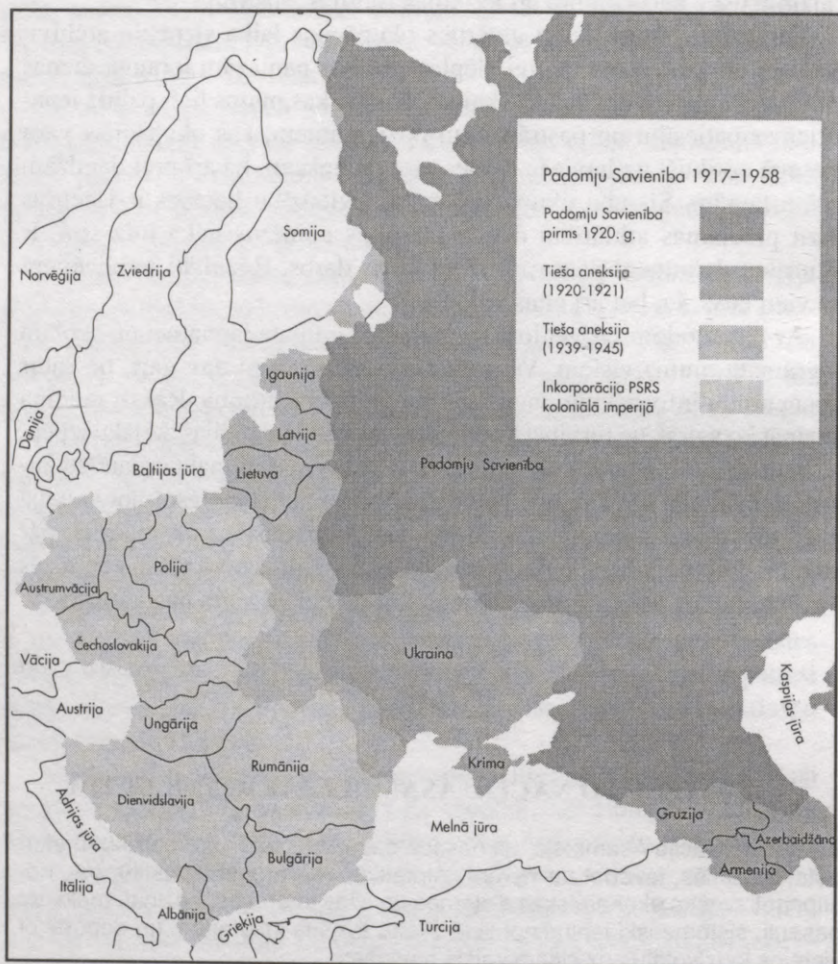 Padomju Savienība 1917–1958
Padomju Savienība
pirms 1920. g.
Tieša aneksija
(1920-1921)
Tieša aneksija
(1939-1945)
Inkorporācija PSRS
koloniālā impērijā
Norvēģija
Zviedrija
Somija
Dānija
Baltijas jūra
Igaunija
Latvija
Lietuva
Padomju Savienība
Polija
Austrumvācija
Čechoslovakija
Vācija
Ukraina
Austrija
Ungārija
Kaspijas jūra
Rumānija
Krima
Adrijas jūra
Dienvidslavija
Melnā jūra
Gruzija
Azerbaidžāna
Bulgārija
Armenija
Itālija
Albānija
Grieķija
Turcija